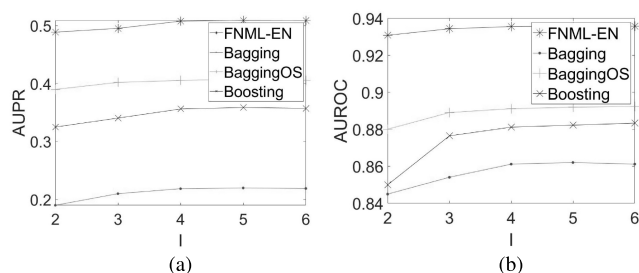 0.5
0.4
0.3
0.2
AUPR
2 3 4 5 6
I
FNML-EN
Bagging
BaggingOS
Boosting
(a)
0.94
0.92
0.9
0.88
0.86
0.84
AUROC
2 3 4 5 6
I
FNML-EN
Bagging
BaggingOS
Boosting
(b)